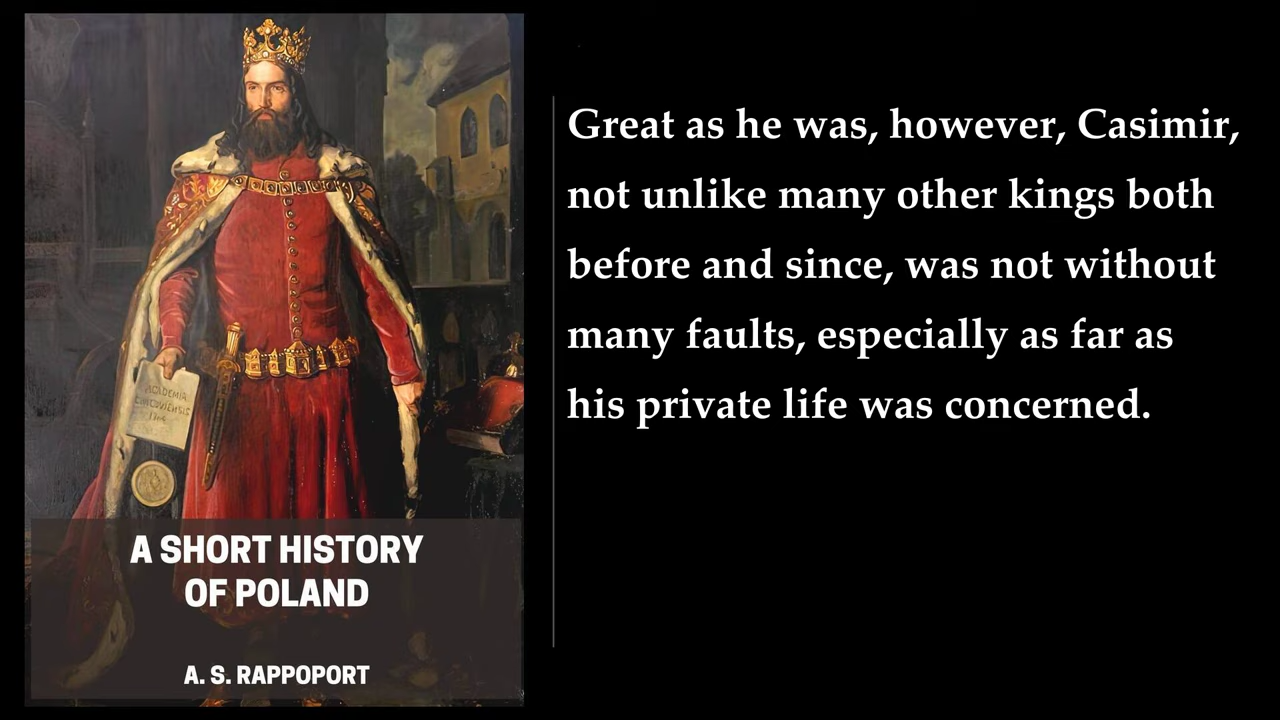 Great as he was, however, Casimir,
not unlike many other kings both
before and since, was not without
many faults, especially as far as
his private life was concerned.
ACADEMIA
A SHORT HISTORY
OF POLAND
A. S. RAPPOPORT